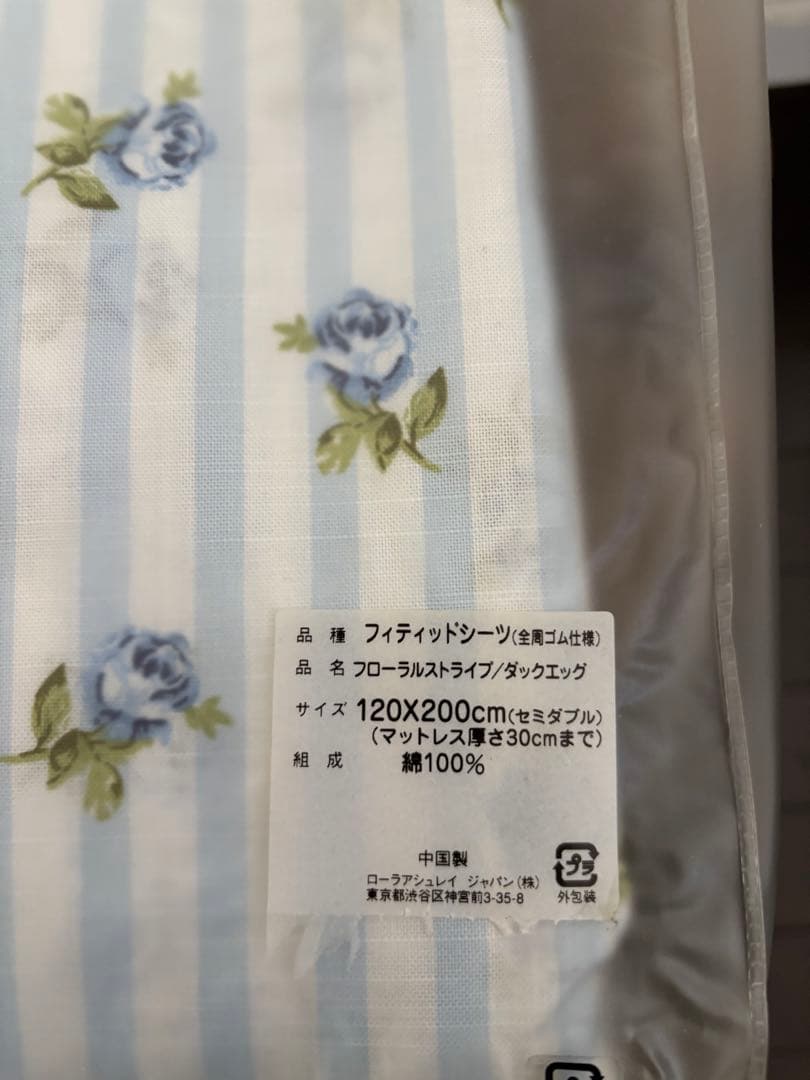 品 種 フィティッドシーツ(全周ゴム仕様)
品 名 フローラルストライプ/ダックエッグ
サイズ 120X200cm(セミダブル)
(マットレス厚さ30cmまで)
組 成 綿100%
中国製
ローラアシュレイ ジャパン(株)
東京都渋谷区神宮前3-35-8
プラ
外包装